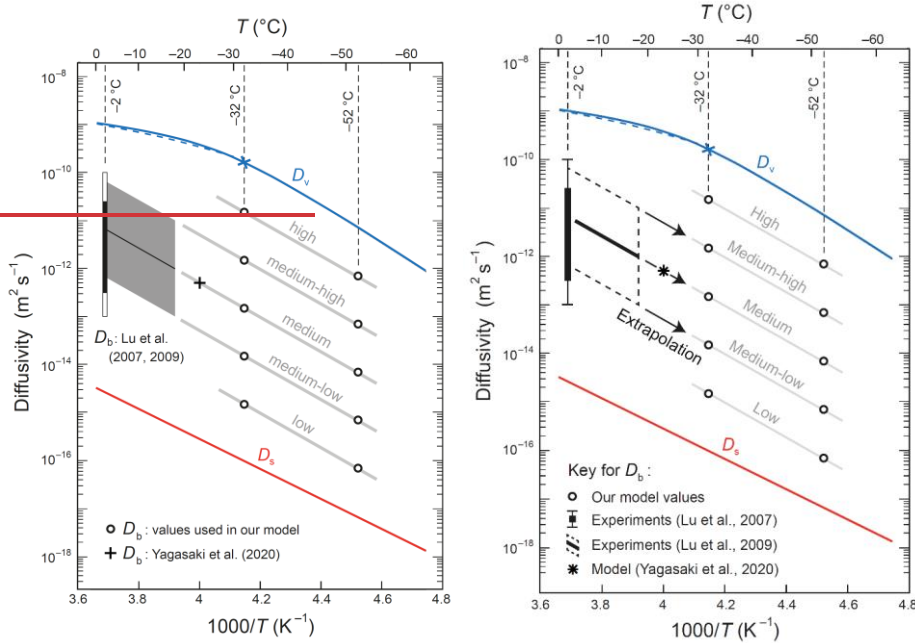 T (°C)
0 −10 −20 −30 −40 −50 −60
10⁻⁸
10⁻¹⁰
10⁻¹²
10⁻¹⁴
10⁻¹⁶
10⁻¹⁸
Diffusivity (m² s⁻¹)
−2 °C
−32 °C
−52 °C
Dᵥ
high
medium-high
medium
medium-low
low
D_b : Lu et al.
(2007, 2009)
Dₛ
D_b : values used in our model
D_b : Yagasaki et al. (2020)
3.6 3.8 4 4.2 4.4 4.6 4.8
1000/T (K⁻¹)
T (°C)
0 −10 −20 −30 −40 −50 −60
10⁻⁸
10⁻¹⁰
10⁻¹²
10⁻¹⁴
10⁻¹⁶
10⁻¹⁸
Diffusivity (m² s⁻¹)
−2 °C
−32 °C
−52 °C
Dᵥ
High
Medium-high
Medium
Medium-low
Low
Extrapolation
Dₛ
Key for D_b :
Our model values
Experiments (Lu et al., 2007)
Experiments (Lu et al., 2009)
Model (Yagasaki et al., 2020)
3.6 3.8 4 4.2 4.4 4.6 4.8
1000/T (K⁻¹)